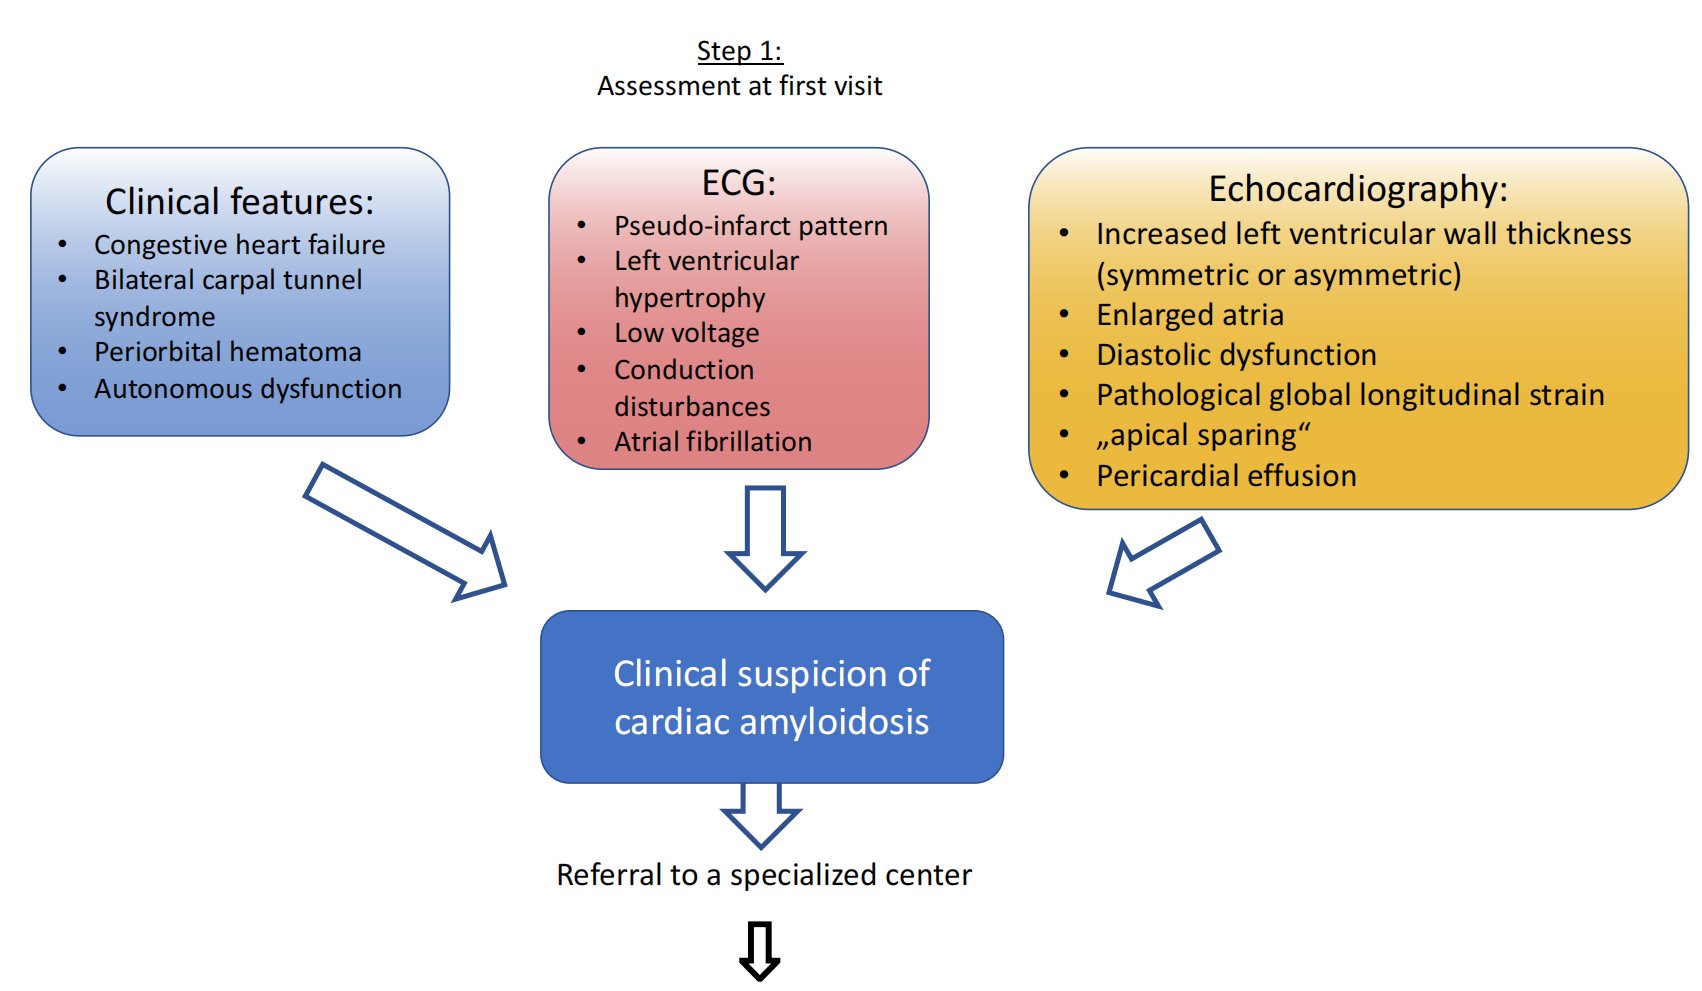 Step 1:
Assessment at first visit
Clinical features:
• Congestive heart failure
• Bilateral carpal tunnel
syndrome
• Periorbital hematoma
• Autonomous dysfunction
ECG:
• Pseudo-infarct pattern
• Left ventricular
hypertrophy
• Low voltage
• Conduction
disturbances
• Atrial fibrillation
Echocardiography:
• Increased left ventricular wall thickness
(symmetric or asymmetric)
• Enlarged atria
• Diastolic dysfunction
• Pathological global longitudinal strain
• „apical sparing“
• Pericardial effusion
Clinical suspicion of
cardiac amyloidosis
Referral to a specialized center